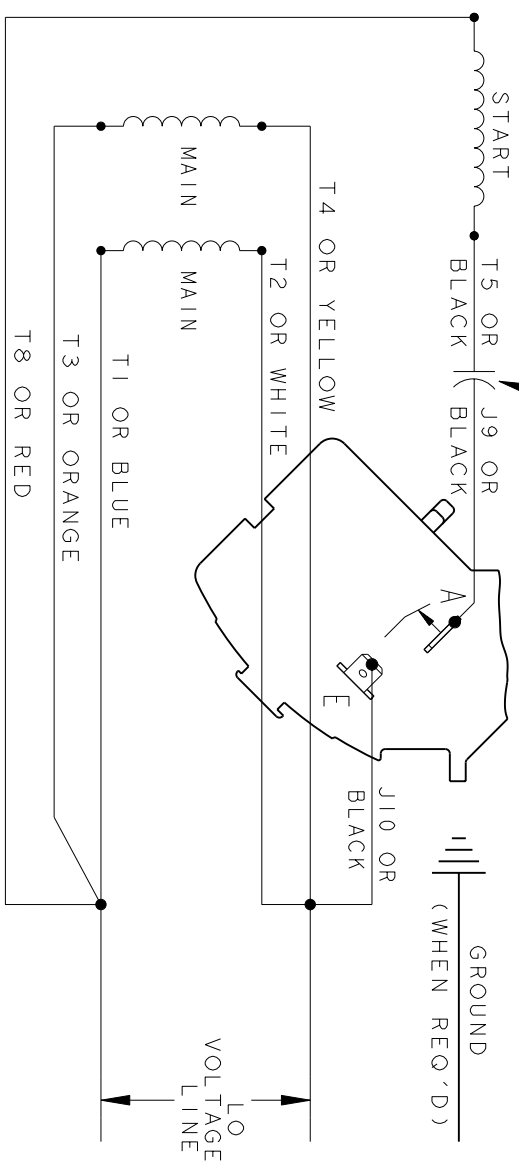 START
T5 OR
BLACK
J9 OR
BLACK
A
E
J10 OR
BLACK
GROUND
(WHEN REQ'D)
MAIN
MAIN
T4 OR YELLOW
T2 OR WHITE
T1 OR BLUE
T3 OR ORANGE
T8 OR RED
LO
VOLTAGE
LINE